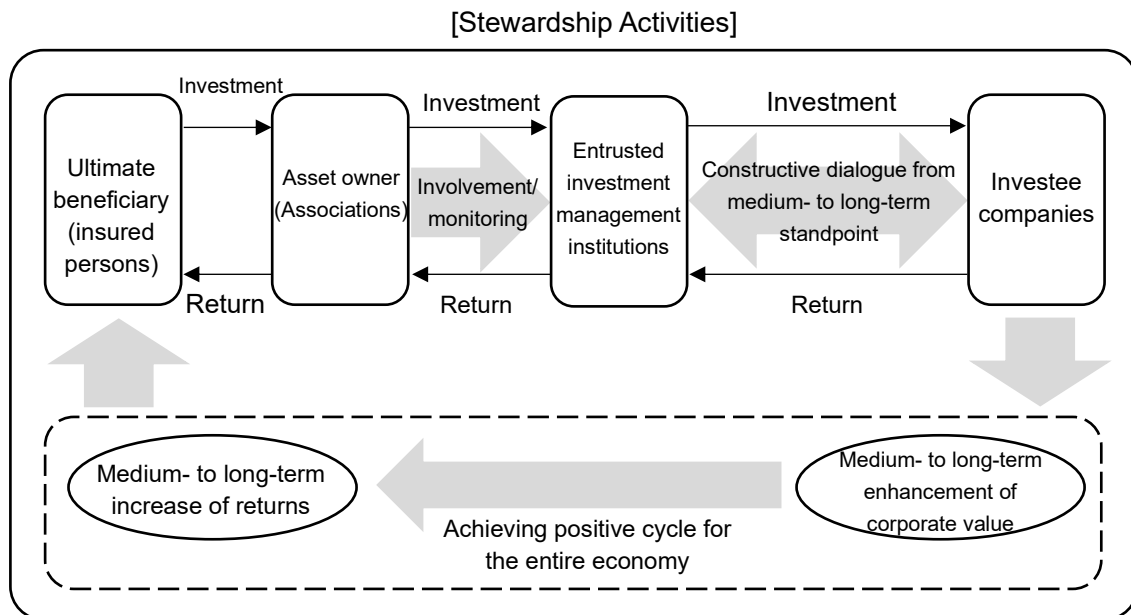 [Stewardship Activities]
Investment
Investment
Investment
Ultimate
beneficiary
(insured
persons)
Asset owner
(Associations)
Involvement/
monitoring
Entrusted
investment
management
institutions
Constructive dialogue from
medium- to long-term
standpoint
Investee
companies
Return
Return
Return
Medium- to long-term
increase of returns
Achieving positive cycle for
the entire economy
Medium- to long-term
enhancement of
corporate value